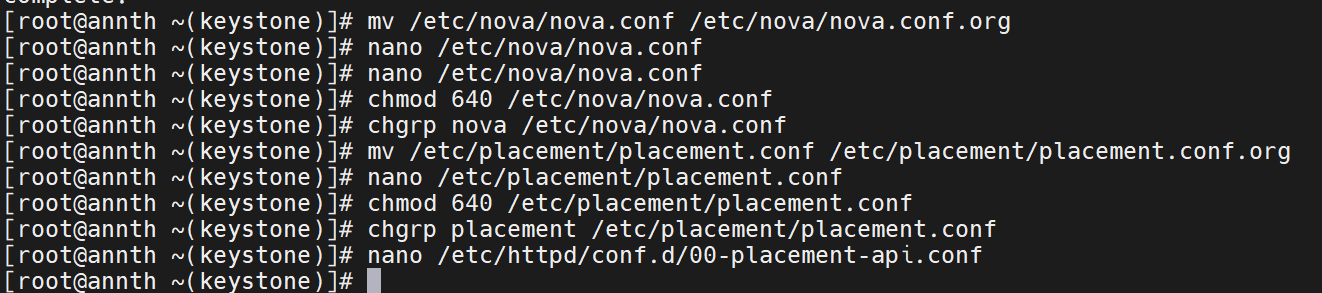 complete!
[root@annth ~(keystone)]# mv /etc/nova/nova.conf /etc/nova/nova.conf.org
[root@annth ~(keystone)]# nano /etc/nova/nova.conf
[root@annth ~(keystone)]# nano /etc/nova/nova.conf
[root@annth ~(keystone)]# chmod 640 /etc/nova/nova.conf
[root@annth ~(keystone)]# chgrp nova /etc/nova/nova.conf
[root@annth ~(keystone)]# mv /etc/placement/placement.conf /etc/placement/placement.conf.org
[root@annth ~(keystone)]# nano /etc/placement/placement.conf
[root@annth ~(keystone)]# chmod 640 /etc/placement/placement.conf
[root@annth ~(keystone)]# chgrp placement /etc/placement/placement.conf
[root@annth ~(keystone)]# nano /etc/httpd/conf.d/00-placement-api.conf
[root@annth ~(keystone)]#